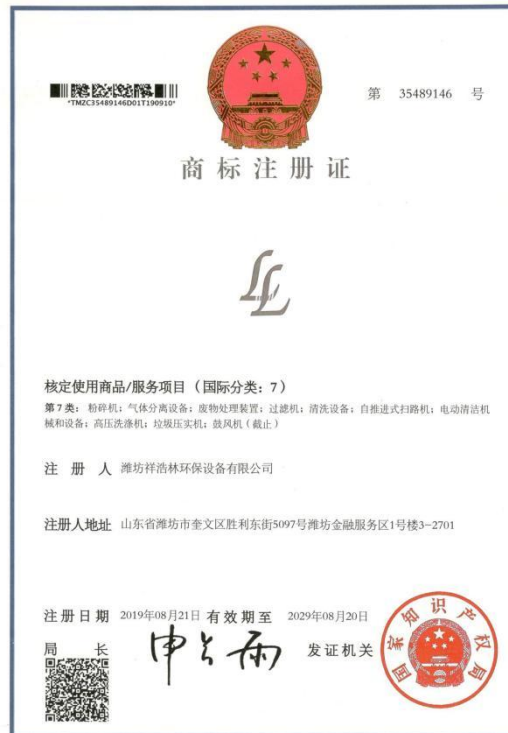 *TMZC35489146D01T190910*
第 35489146 号
商标注册证
LL
核定使用商品/服务项目（国际分类：7）
第7类：粉碎机；气体分离设备；废物处理装置；过滤机；清洗设备；自推进式扫路机；电动清洁机
械和设备；高压洗涤机；垃圾压实机；鼓风机（截止）
注册人 潍坊祥浩林环保设备有限公司
注册人地址 山东省潍坊市奎文区胜利东街5097号潍坊金融服务区1号楼3-2701
注册日期 2019年08月21日 有效期至 2029年08月20日
局长 申长雨 发证机关
国家知识产权局